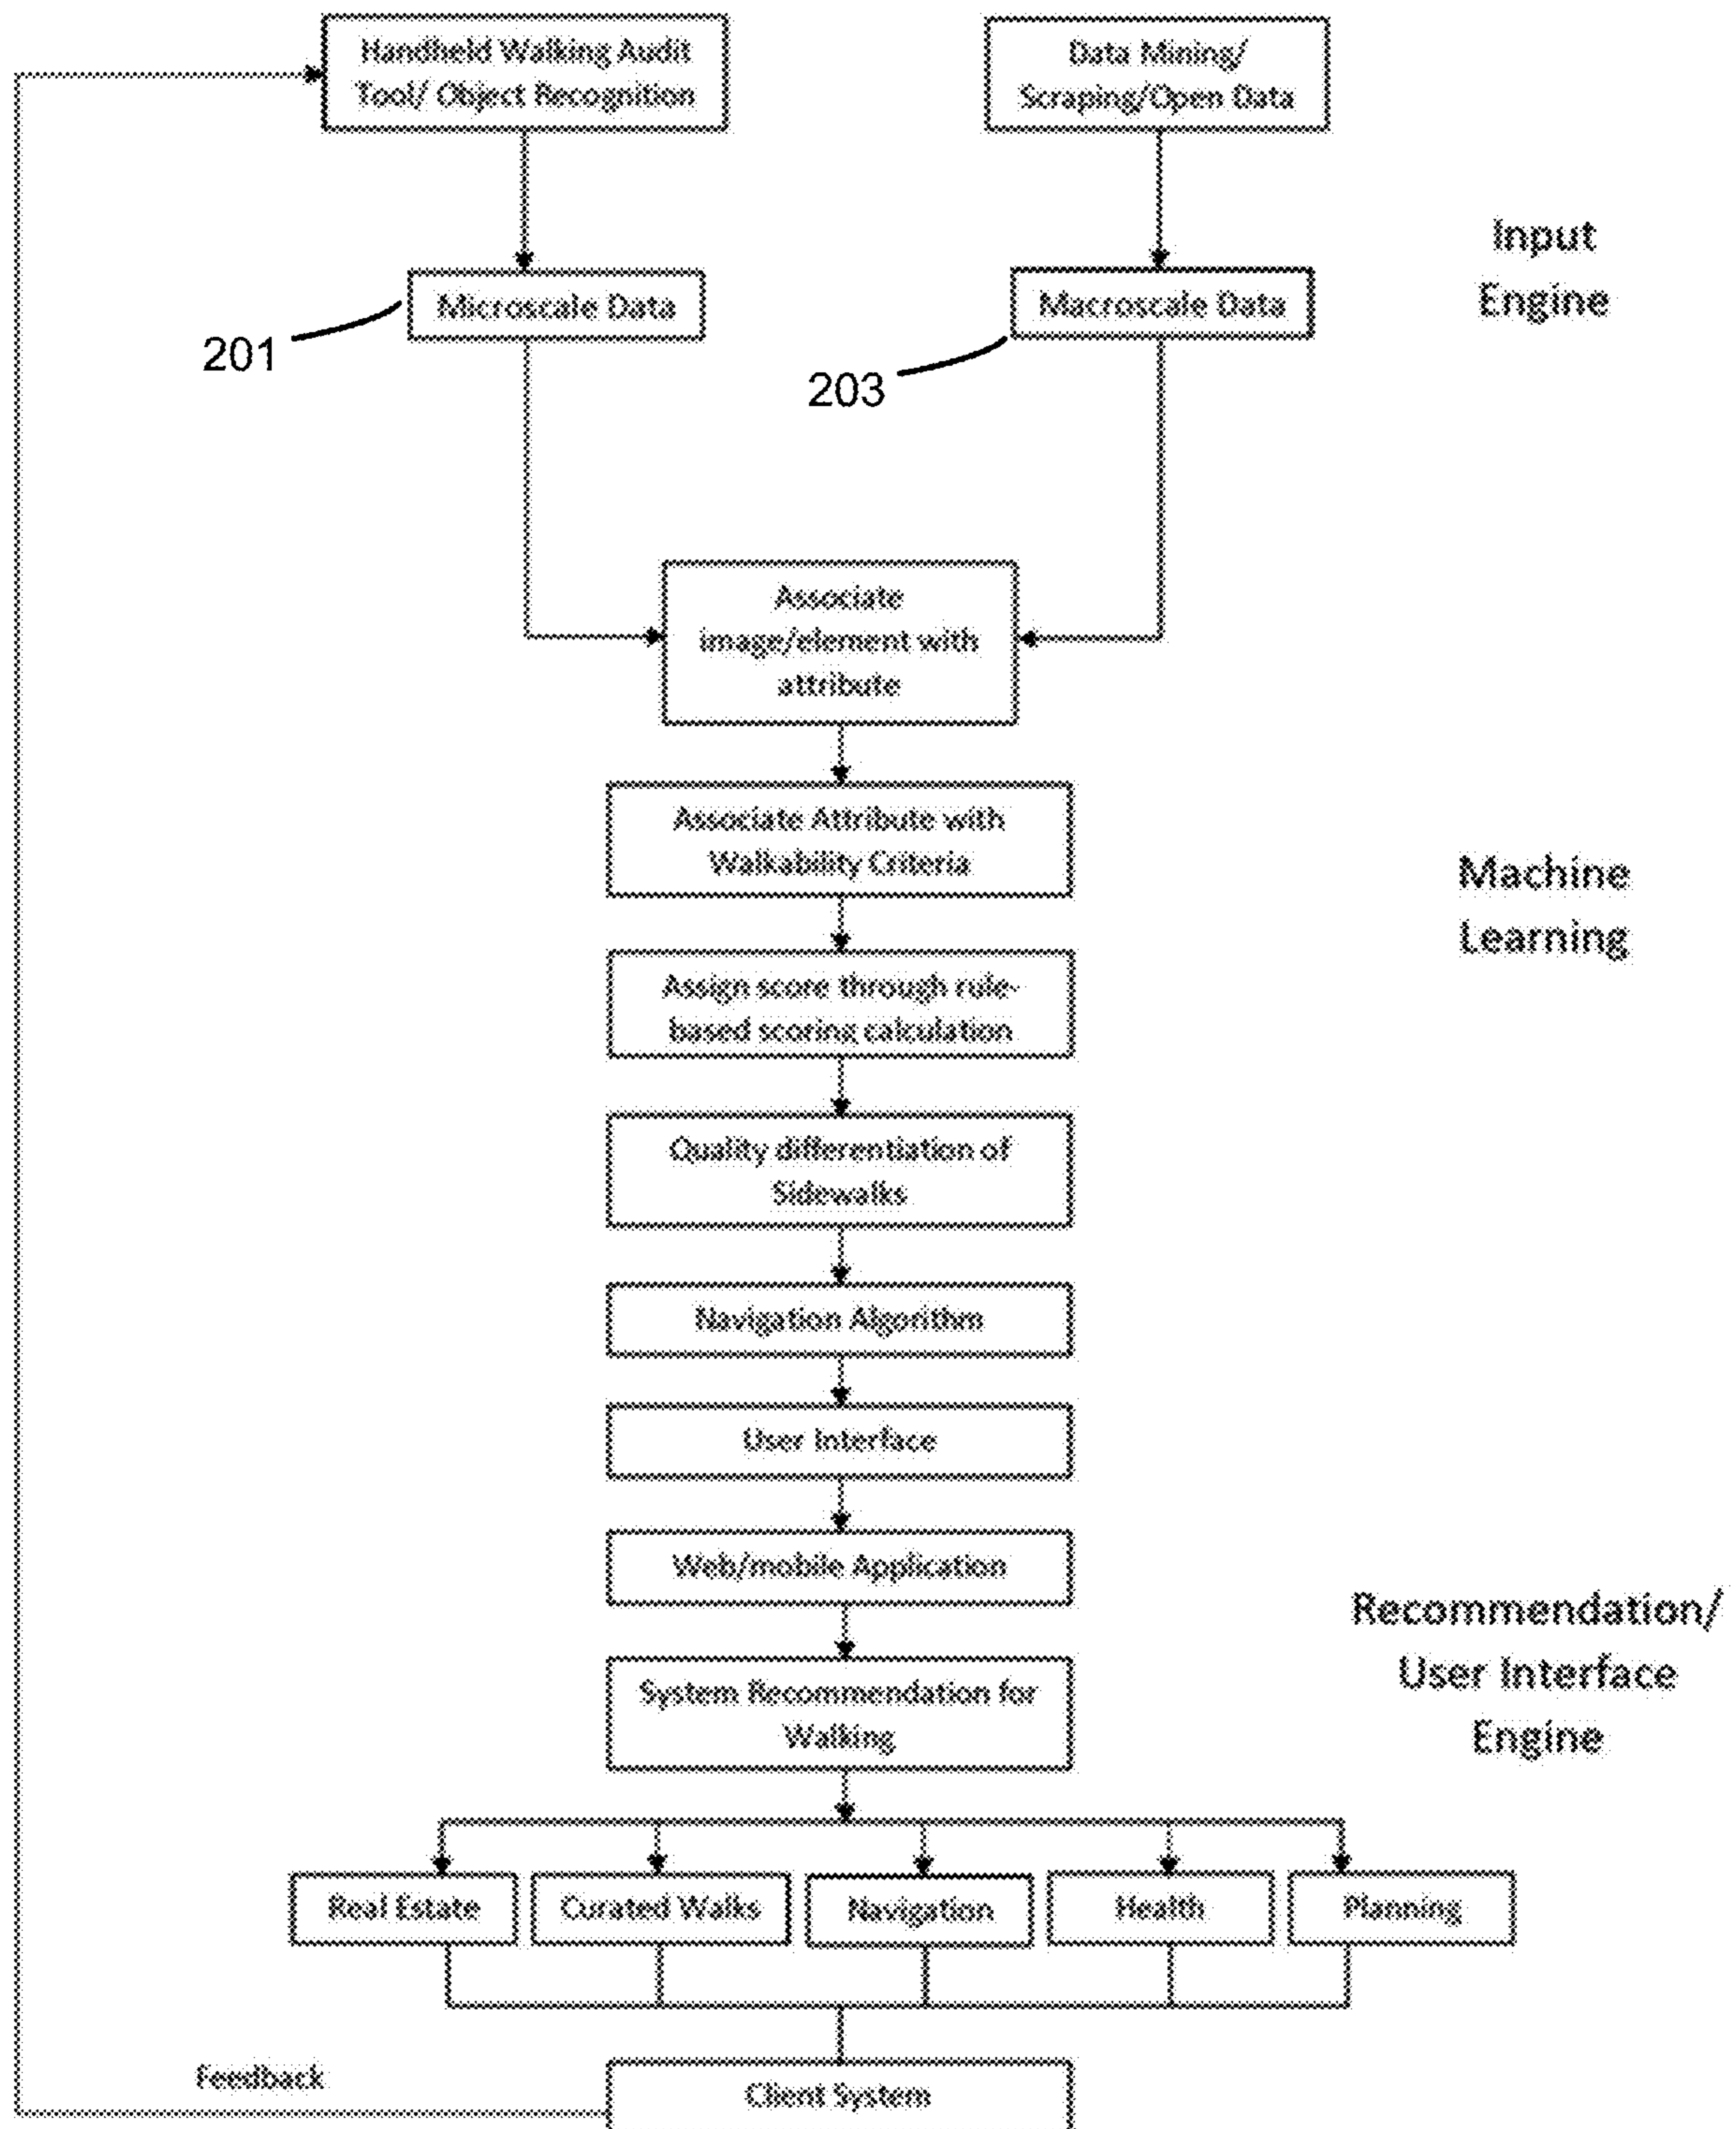 Handheld Walking Audit
Tool/ Object Recognition
Data Mining/
Scraping/Open Data
Input
Engine
Microscale Data
Macroscale Data
201
203
Associate
image/element with
attribute
Associate Attribute with
Walkability Criteria
Machine
Learning
Assign score through rule-
based scoring calculation
Quality differentiation of
Sidewalks
Navigation Algorithm
User Interface
Web/mobile Application
Recommendation/
User Interface
Engine
System Recommendation for
Walking
Real Estate
Curated Walks
Navigation
Health
Planning
Feedback
Client System